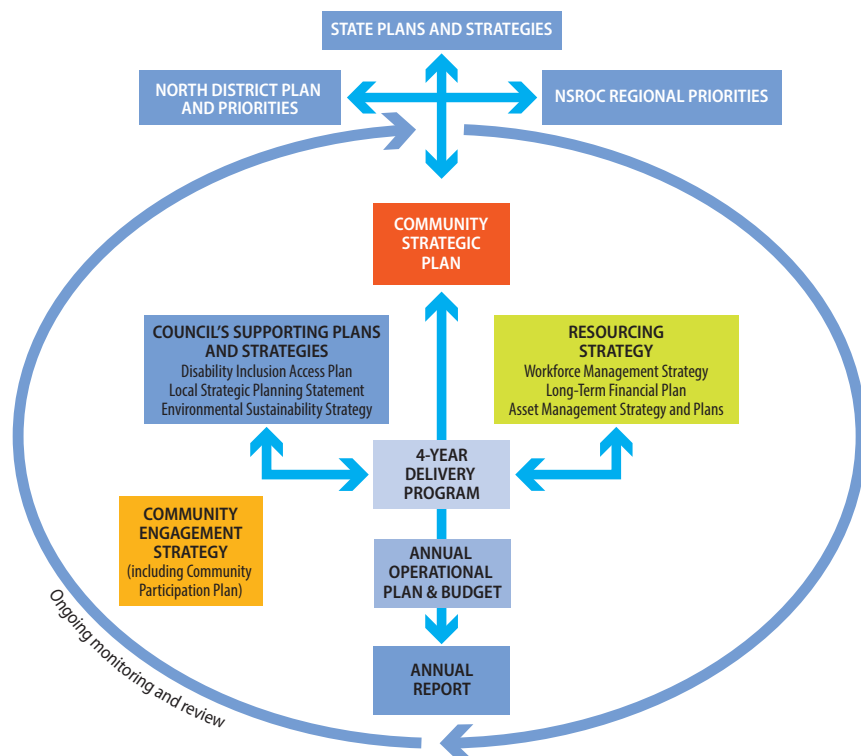 STATE PLANS AND STRATEGIES
NORTH DISTRICT PLAN
AND PRIORITIES
NSROC REGIONAL PRIORITIES
COMMUNITY
STRATEGIC
PLAN
COUNCIL'S SUPPORTING PLANS
AND STRATEGIES
Disability Inclusion Access Plan
Local Strategic Planning Statement
Environmental Sustainability Strategy
RESOURCING
STRATEGY
Workforce Management Strategy
Long-Term Financial Plan
Asset Management Strategy and Plans
4-YEAR
DELIVERY
PROGRAM
COMMUNITY
ENGAGEMENT
STRATEGY
(including Community
Participation Plan)
ANNUAL
OPERATIONAL
PLAN & BUDGET
ANNUAL
REPORT
Ongoing monitoring and review